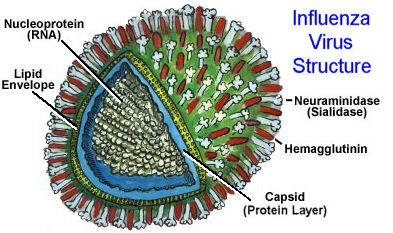 Influenza
Virus
Structure
Nucleoprotein
(RNA)
Lipid
Envelope
Neuraminidase
(Sialidase)
Hemagglutinin
Capsid
(Protein Layer)